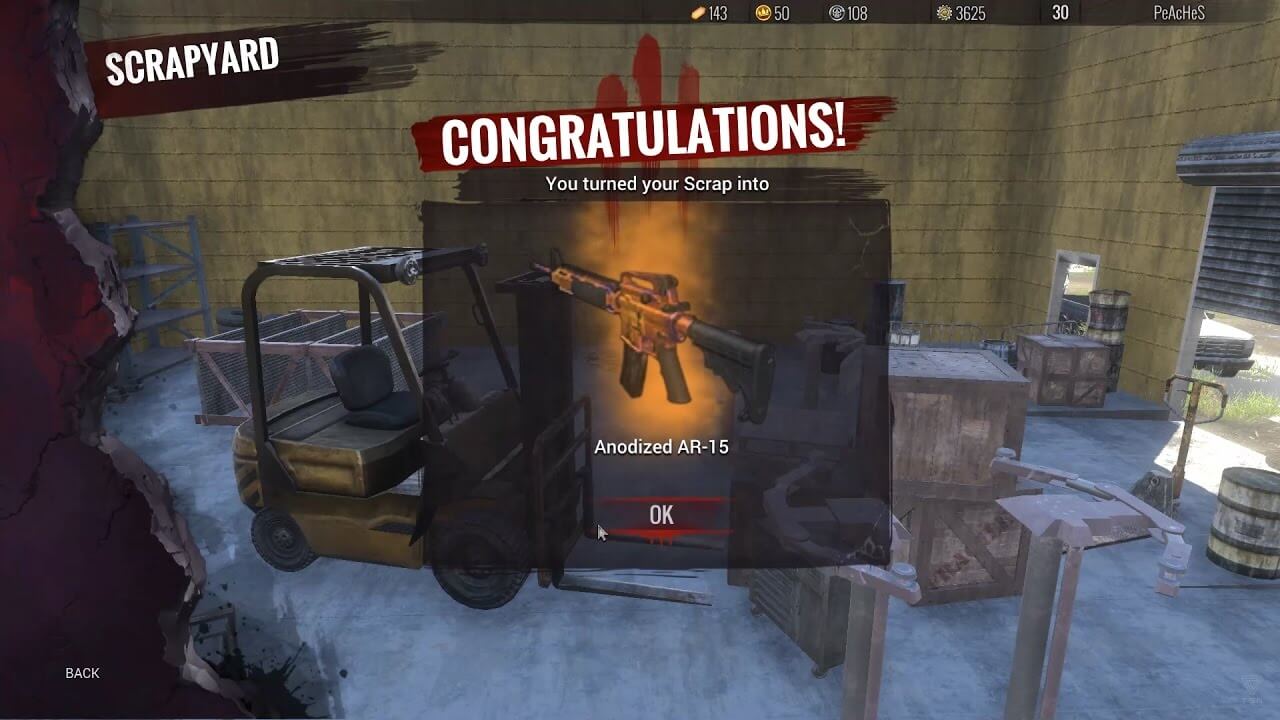 143 50 108 3625 30 PeAcHeS
SCRAPYARD
CONGRATULATIONS!
You turned your Scrap into
Anodized AR-15
OK
BACK